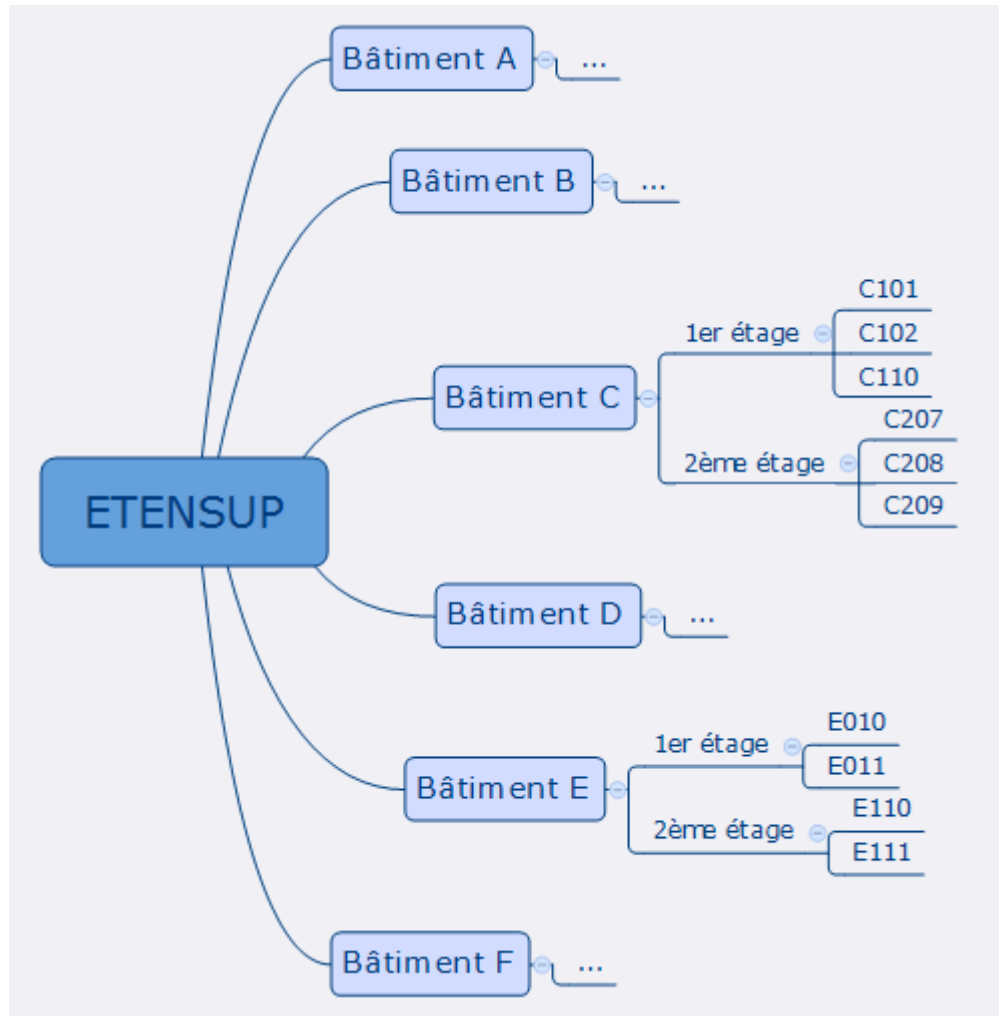 ETENSUP
Bâtiment A
...
Bâtiment B
...
Bâtiment C
1er étage
C101
C102
C110
2ème étage
C207
C208
C209
Bâtiment D
...
Bâtiment E
1er étage
E010
E011
2ème étage
E110
E111
Bâtiment F
...